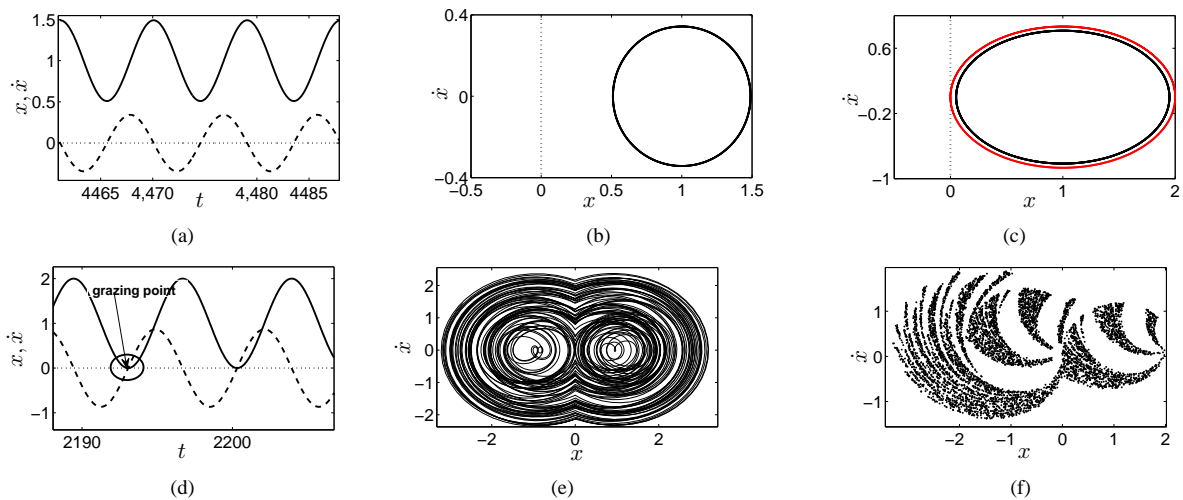 1.5
1
0.5
0
x, ẋ
4465 4,470 4,480 4485
t
(a)
0.4
0
−0.4
ẋ
−0.5 0 0.5 1 1.5
x
(b)
0.6
−0.2
−1
ẋ
0 1 2
x
(c)
2
1
0
−1
x, ẋ
grazing point
2190 2200
t
(d)
2
1
0
−1
−2
ẋ
−2 0 2
x
(e)
1
0
−1
ẋ
−2 −1 0 1 2
x
(f)